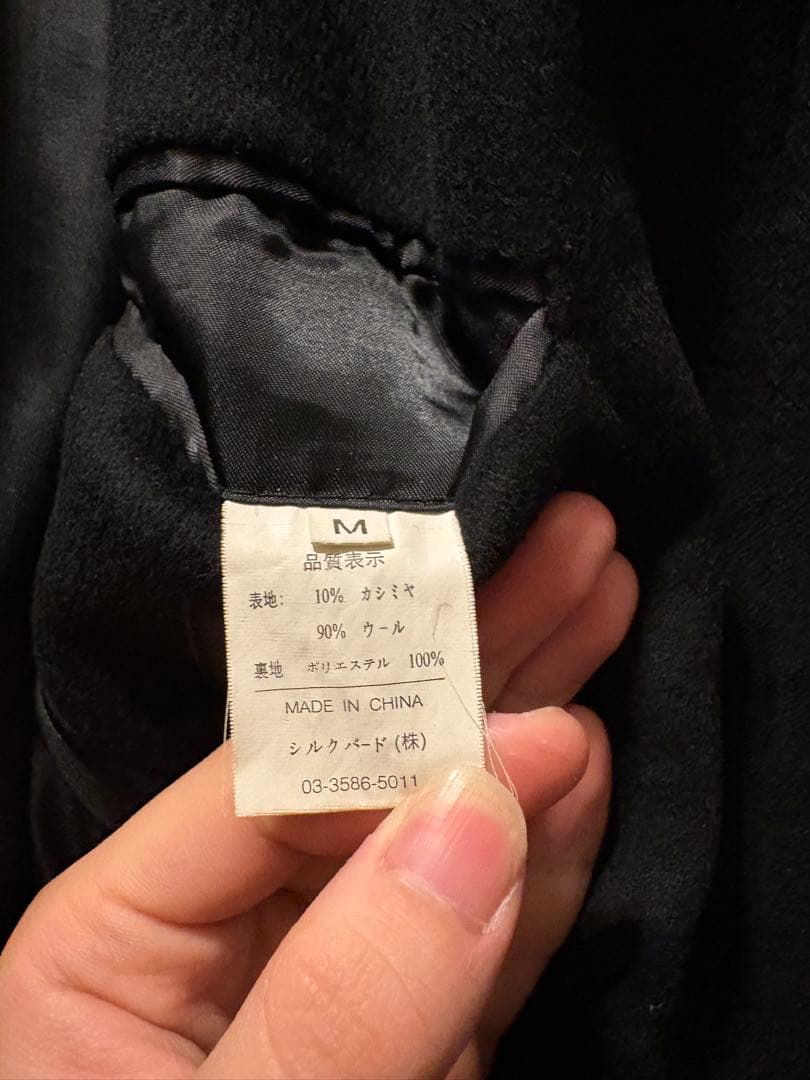 M
品質表示
表地: 10% カシミヤ
90% ウール
裏地 ポリエステル 100%
MADE IN CHINA
シルクバード (株)
03-3586-5011